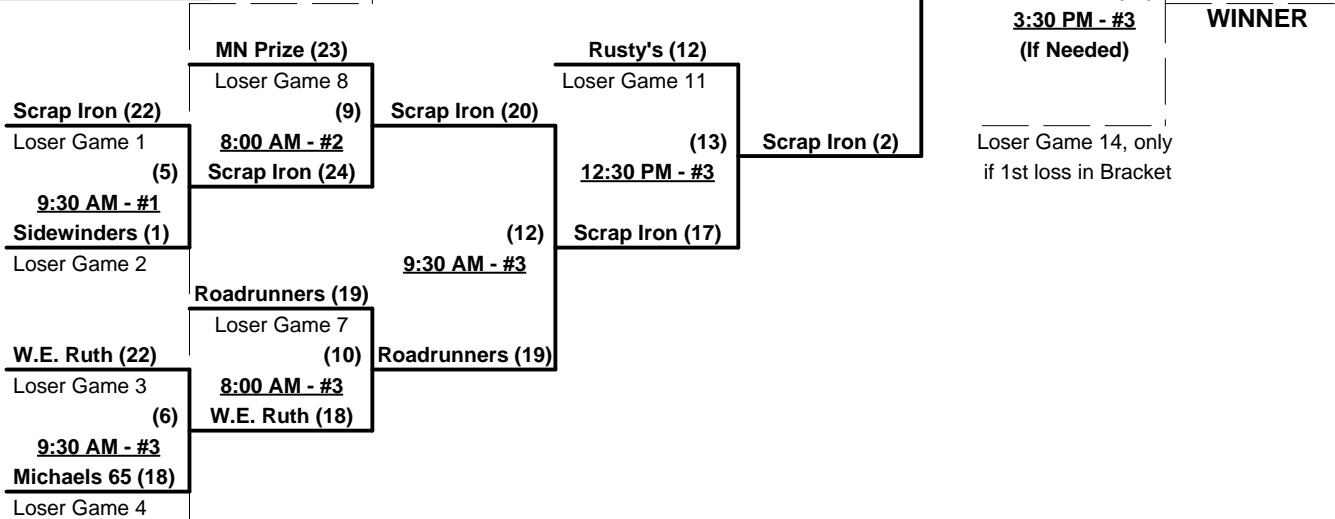 3:30 PM - #3
WINNER
(If Needed)
MN Prize (23)
Rusty's (12)
Loser Game 8
Loser Game 11
Scrap Iron (22)
(9)
Scrap Iron (20)
Loser Game 1
8:00 AM - #2
(13)
Scrap Iron (2)
Loser Game 14, only
if 1st loss in Bracket
(5)
Scrap Iron (24)
12:30 PM - #3
9:30 AM - #1
Sidewinders (1)
(12)
Scrap Iron (17)
Loser Game 2
9:30 AM - #3
Roadrunners (19)
Loser Game 7
W.E. Ruth (22)
(10)
Roadrunners (19)
Loser Game 3
8:00 AM - #3
(6)
W.E. Ruth (18)
9:30 AM - #3
Michaels 65 (18)
Loser Game 4